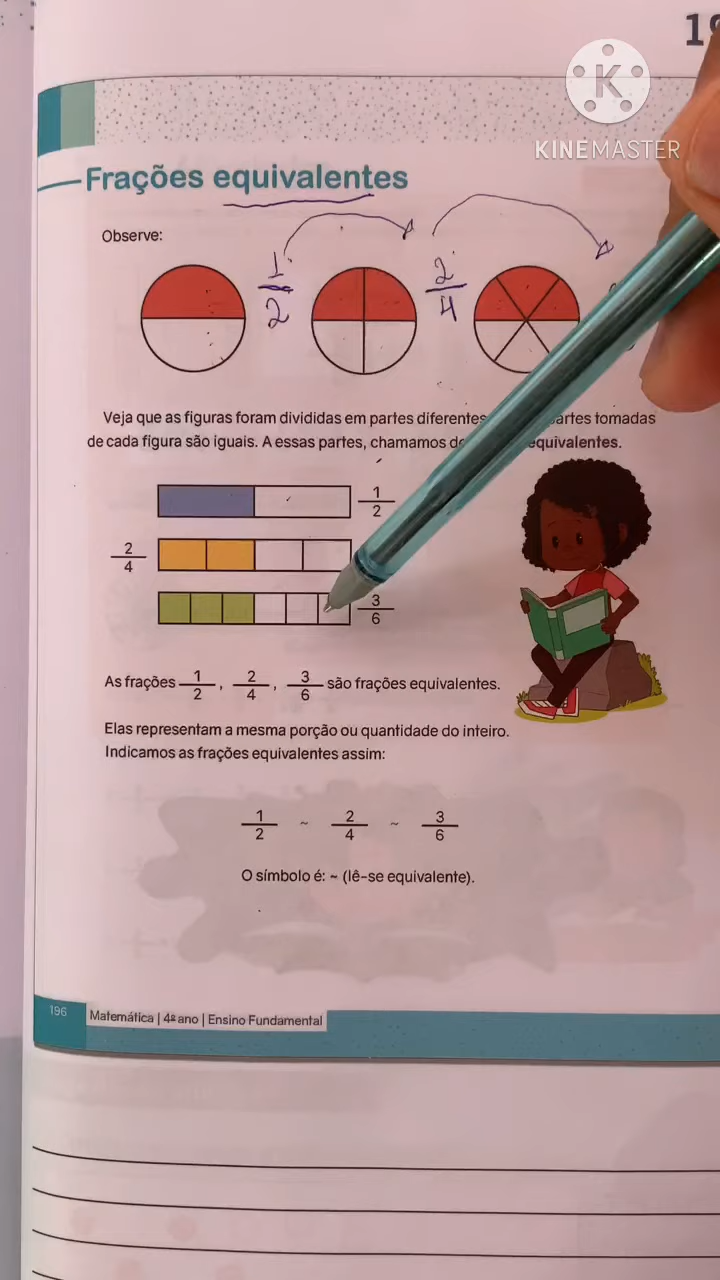 19
K
KINEMASTER
Frações equivalentes
Observe:
1/2
2/4
Veja que as figuras foram divididas em partes diferentes partes tomadas
de cada figura são iguais. A essas partes, chamamos equivalentes.
1/2
2/4
3/6
As frações 1/2, 2/4, 3/6 são frações equivalentes.
Elas representam a mesma porção ou quantidade do inteiro.
Indicamos as frações equivalentes assim:
1/2 ~ 2/4 ~ 3/6
O símbolo é: ~ (lê-se equivalente).
196
Matemática | 4º ano | Ensino Fundamental